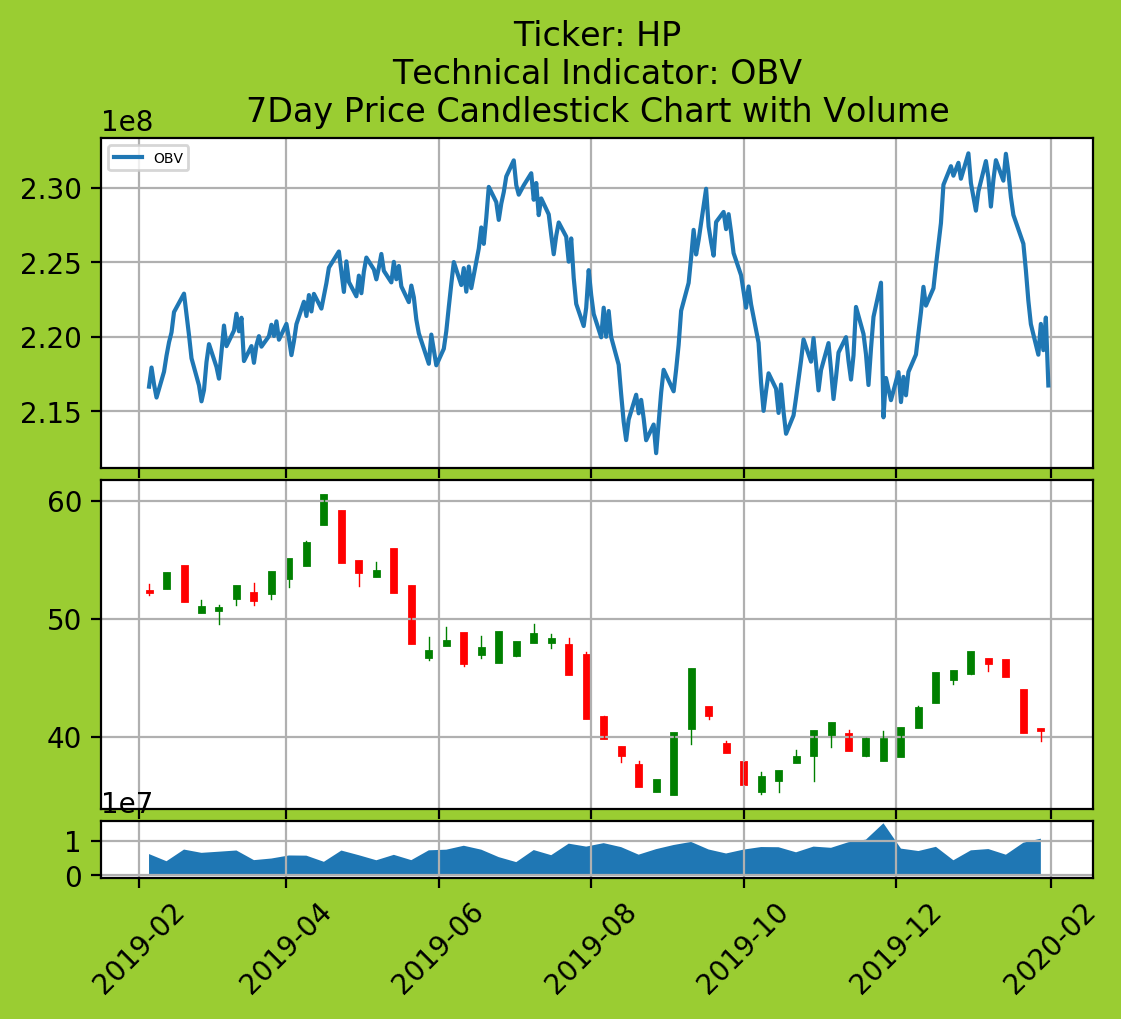 Ticker: HP
Technical Indicator: OBV
7Day Price Candlestick Chart with Volume
1e8
OBV
2.30
2.25
2.20
2.15
60
50
40
1e7
1
0
2019-02
2019-04
2019-06
2019-08
2019-10
2019-12
2020-02